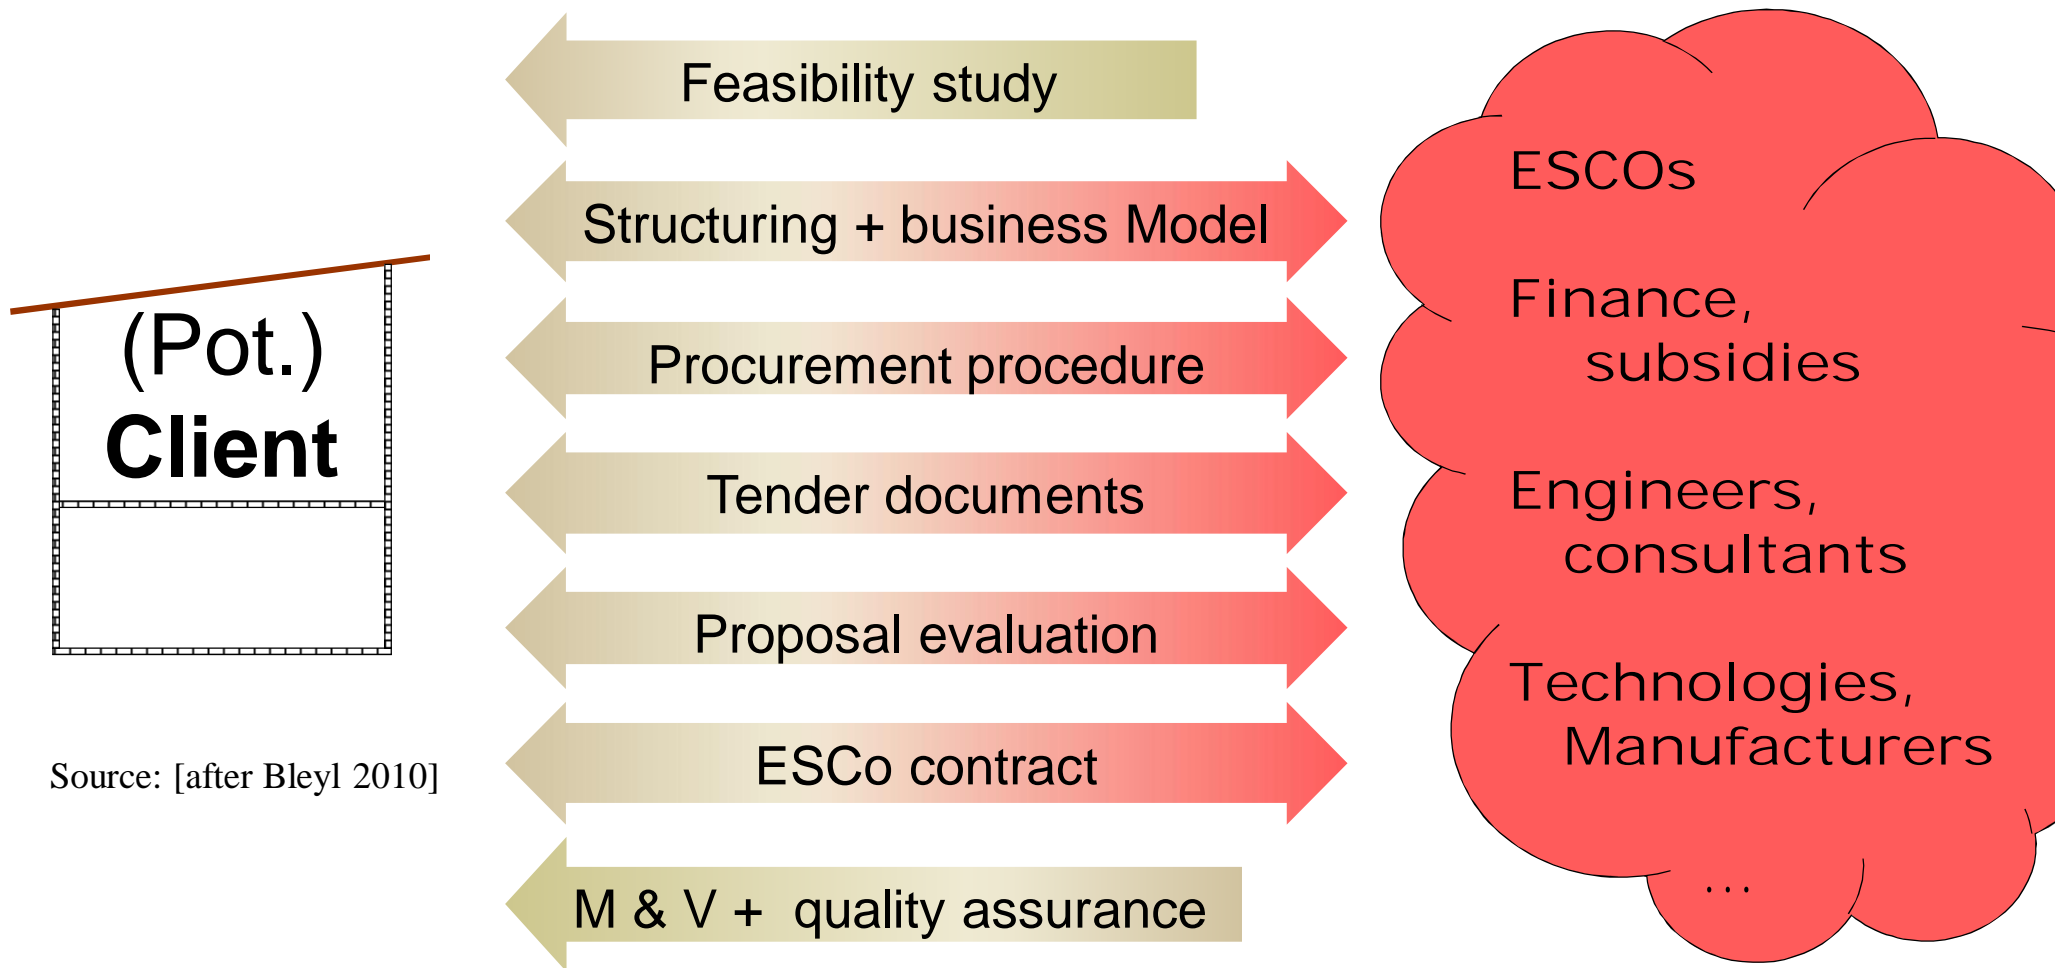 Feasibility study
Structuring + business Model
Procurement procedure
Tender documents
Proposal evaluation
ESCo contract
M & V + quality assurance
(Pot.)
Client
Source: [after Bleyl 2010]
ESCOs
Finance,
subsidies
Engineers,
consultants
Technologies,
Manufacturers
...